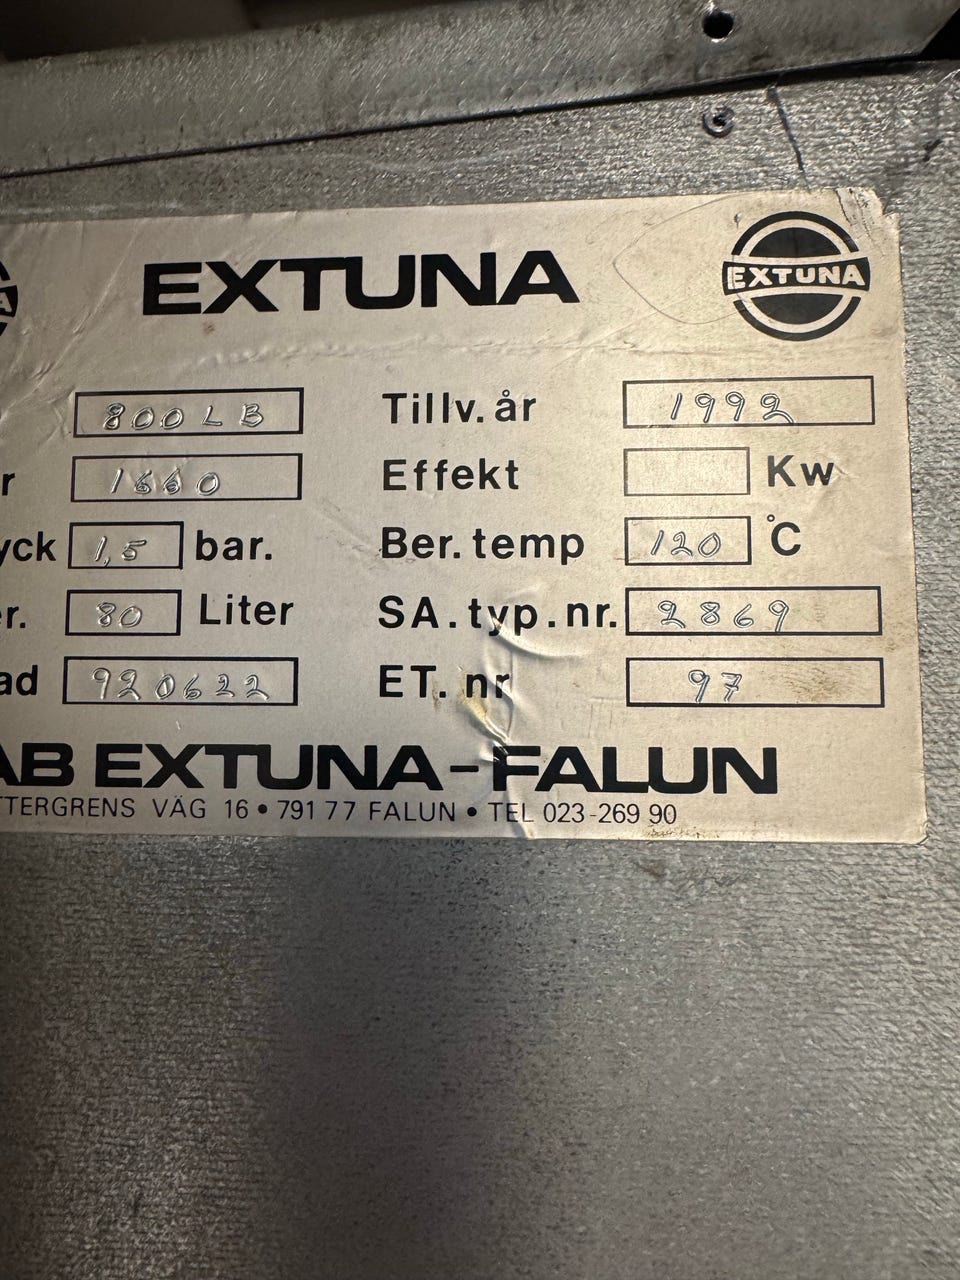 EXTUNA EXTUNA
800LB Tillv. år 1992
r 1660 Effekt Kw
yck 1,5 bar. Ber. temp 120 °C
er. 80 Liter SA. typ. nr. 2869
ad 920622 ET. nr 97
AB EXTUNA-FALUN
TTERGRENS VÄG 16 • 791 77 FALUN • TEL 023-269 90